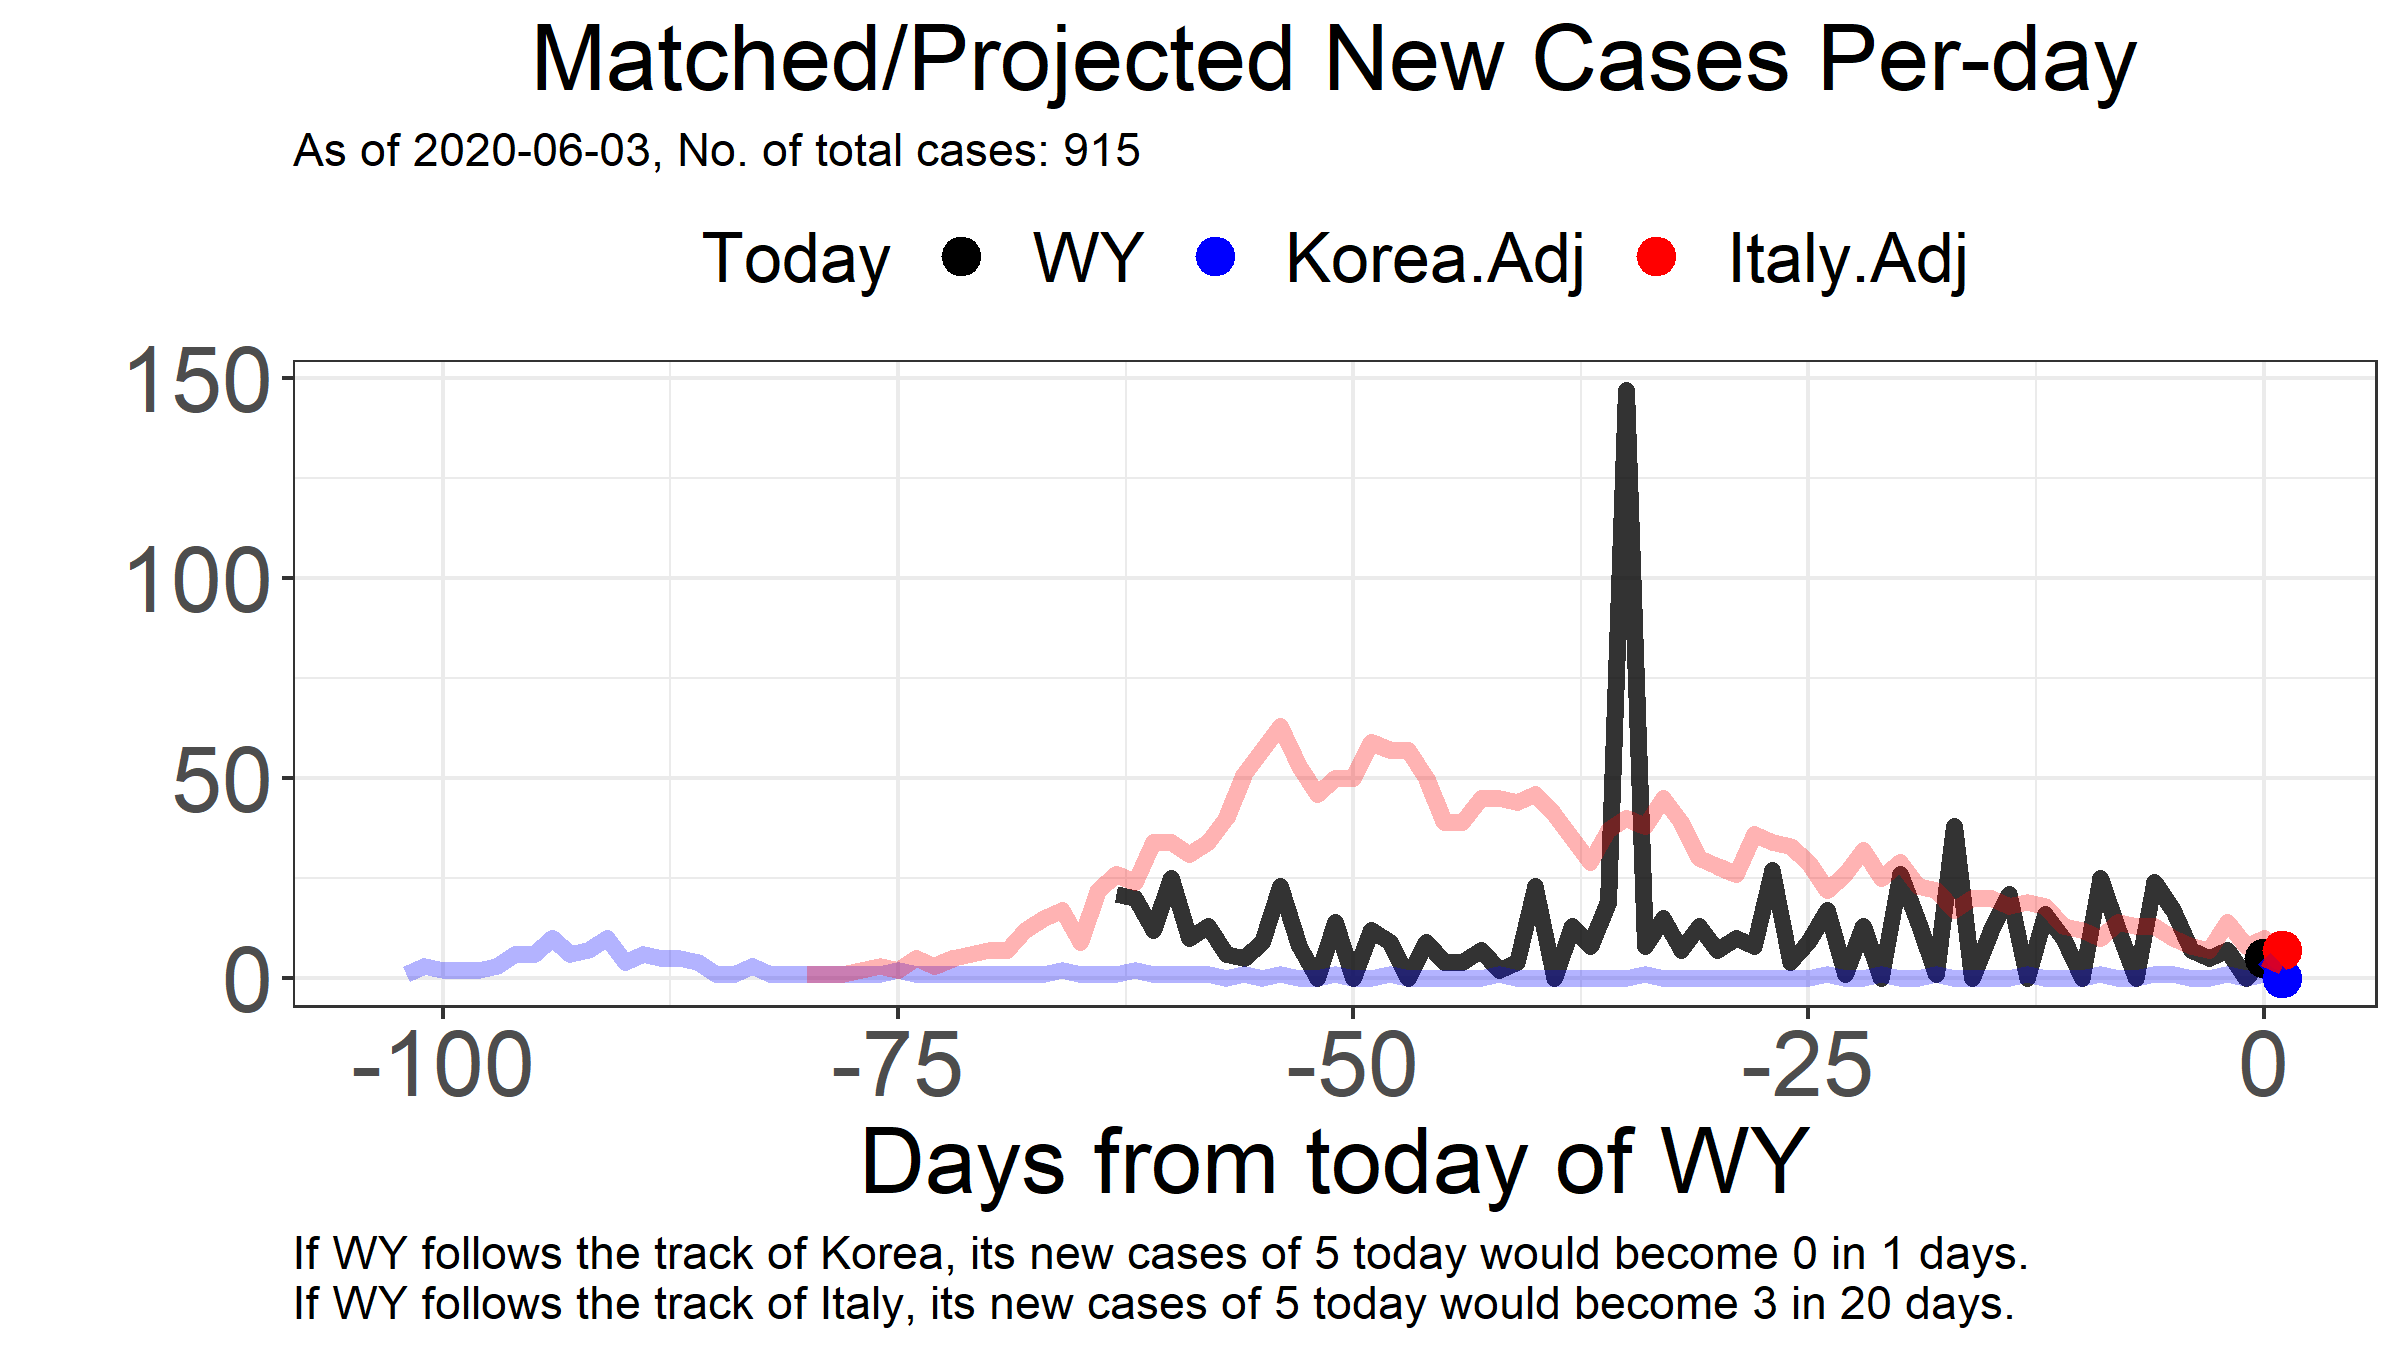 Matched/Projected New Cases Per-day
As of 2020-06-03, No. of total cases: 915
Today WY Korea.Adj Italy.Adj
150
100
50
0
-100 -75 -50 -25 0
Days from today of WY
If WY follows the track of Korea, its new cases of 5 today would become 0 in 1 days.
If WY follows the track of Italy, its new cases of 5 today would become 3 in 20 days.